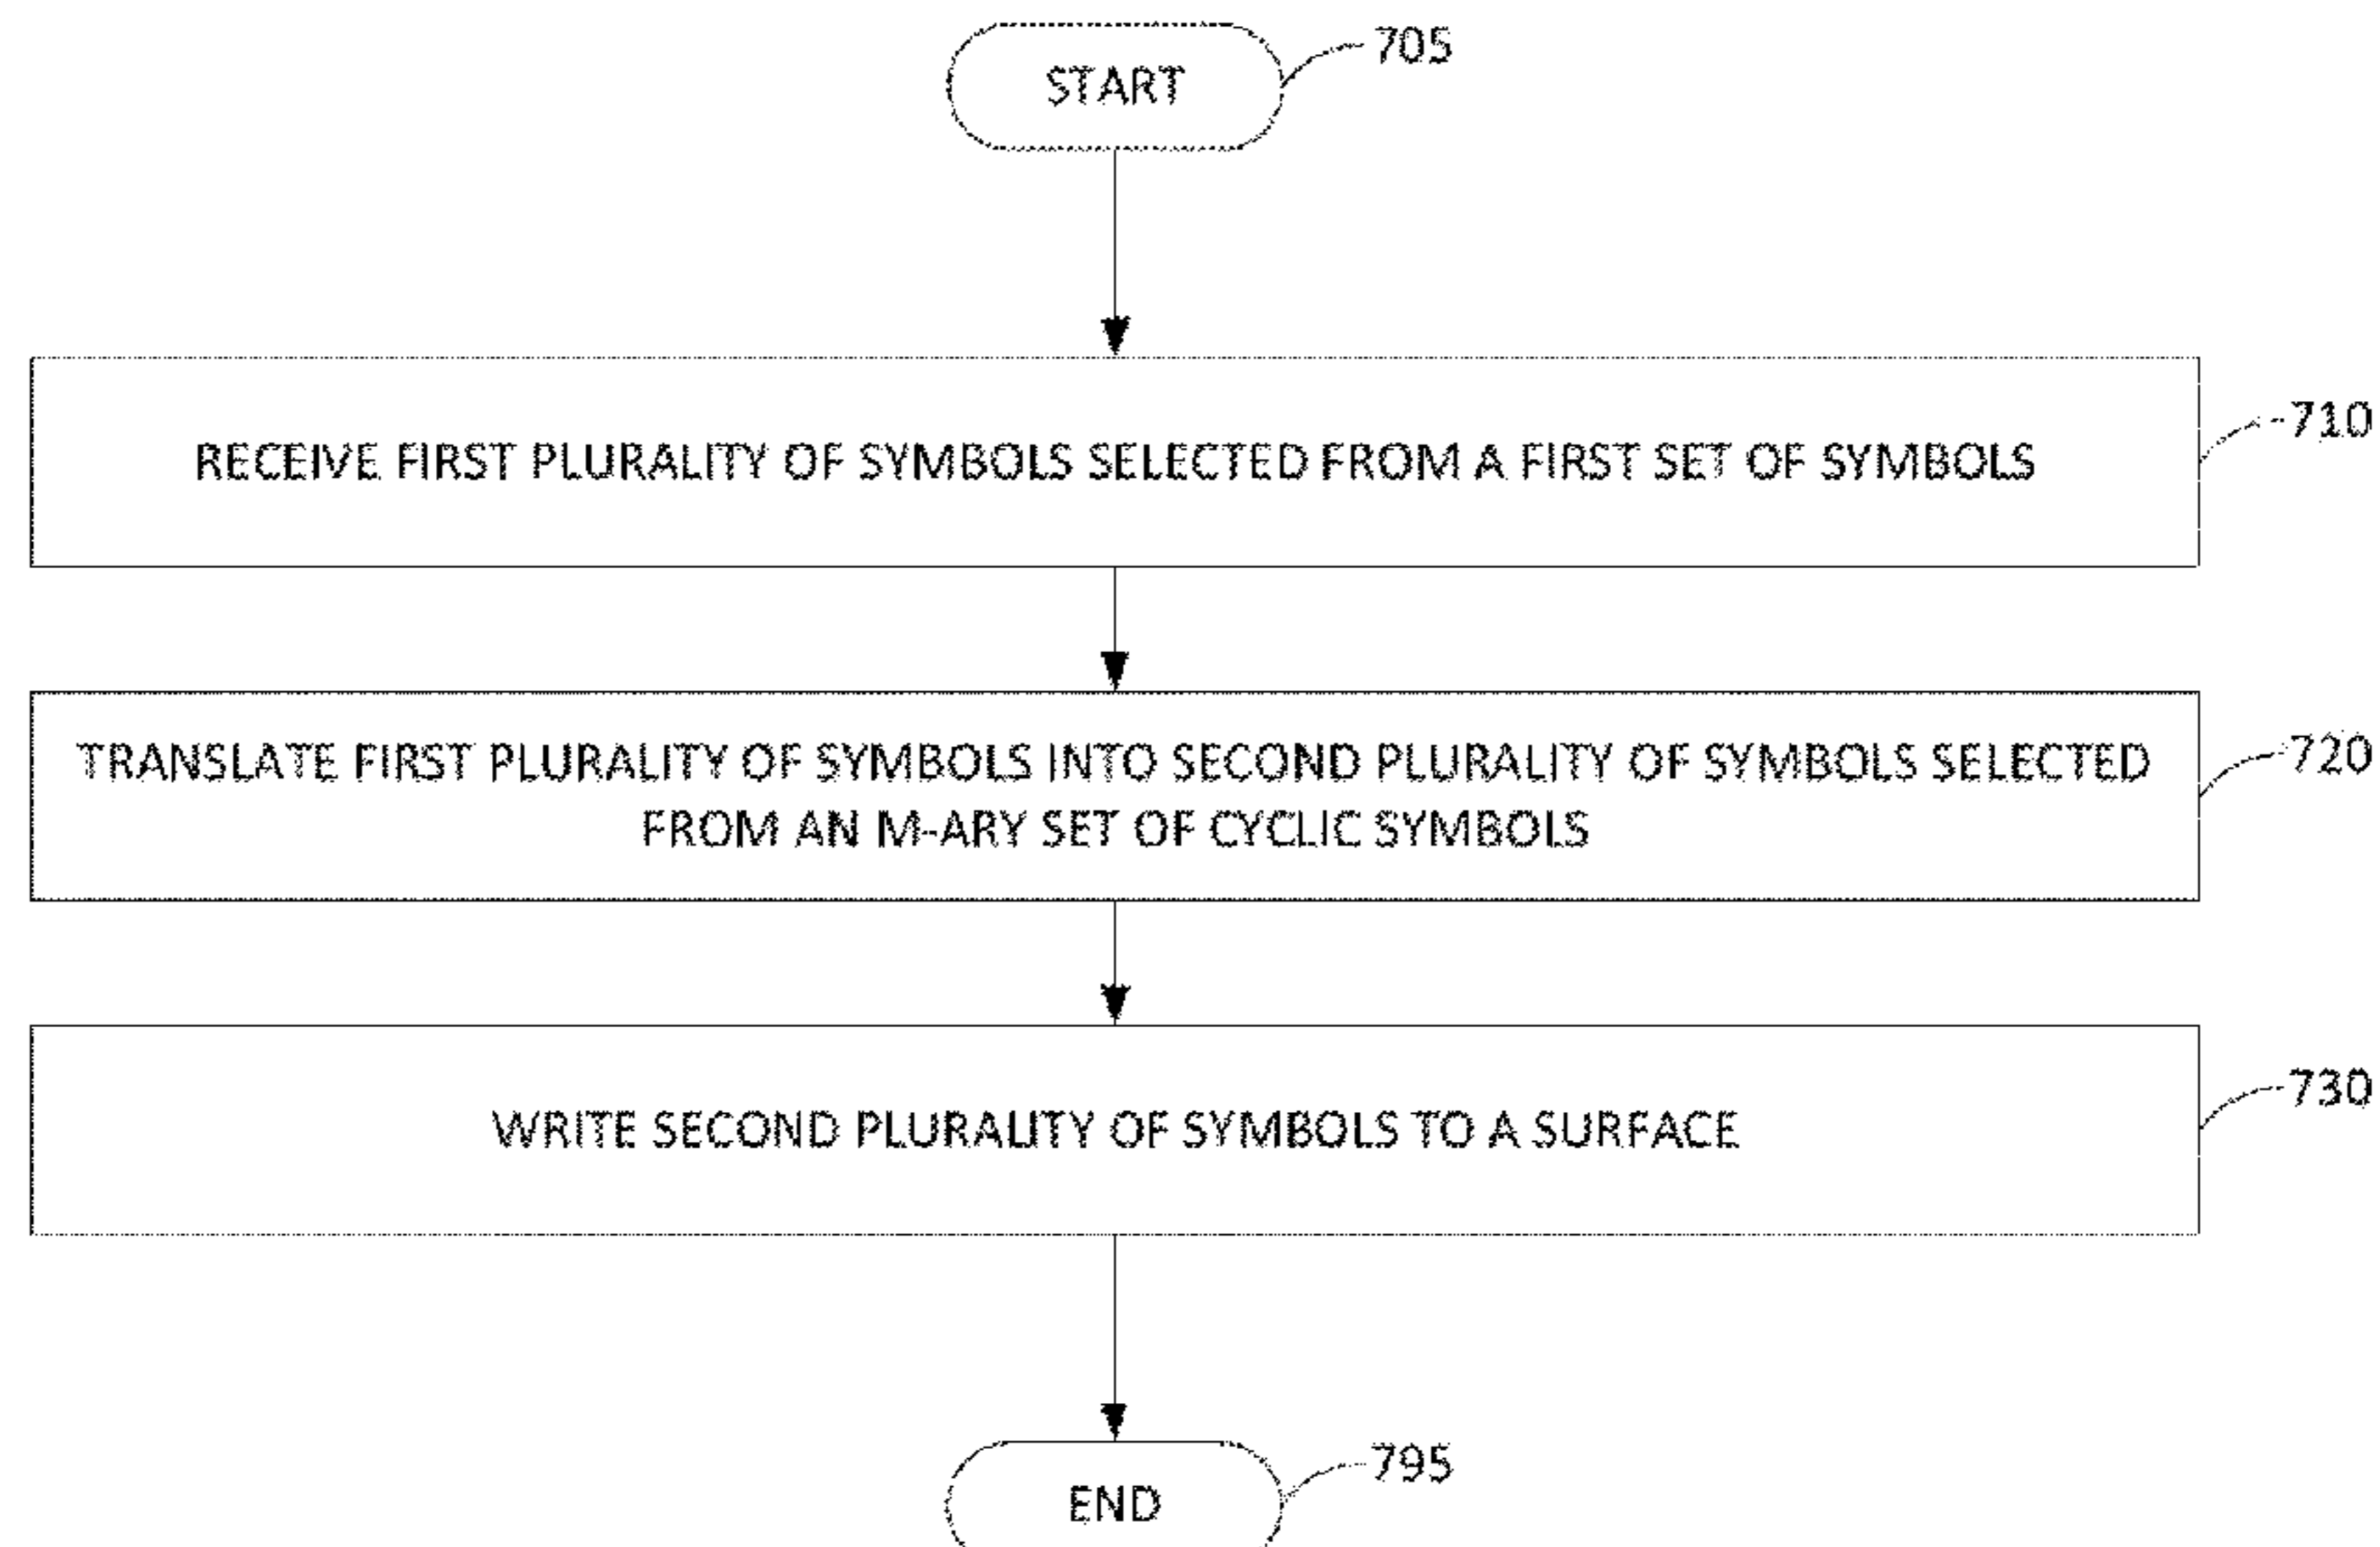 START
705
RECEIVE FIRST PLURALITY OF SYMBOLS SELECTED FROM A FIRST SET OF SYMBOLS
710
TRANSLATE FIRST PLURALITY OF SYMBOLS INTO SECOND PLURALITY OF SYMBOLS SELECTED
FROM AN M-ARY SET OF CYCLIC SYMBOLS
720
WRITE SECOND PLURALITY OF SYMBOLS TO A SURFACE
730
END
795